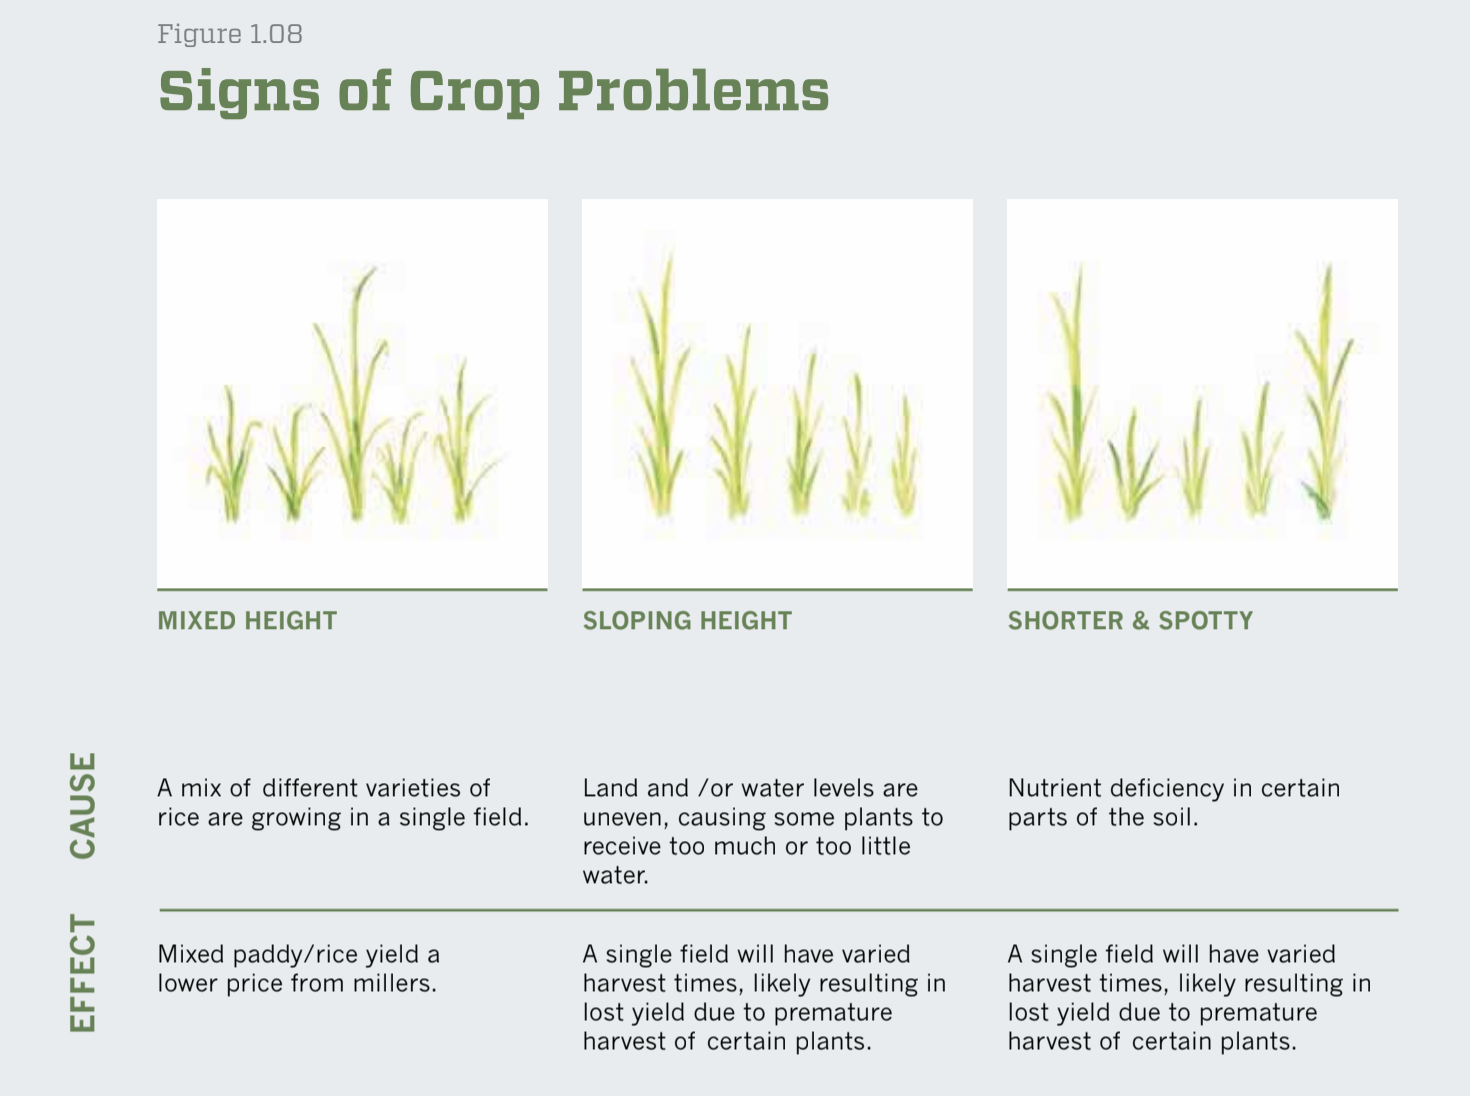 Figure 1.08
Signs of Crop Problems
MIXED HEIGHT
SLOPING HEIGHT
SHORTER & SPOTTY
CAUSE
A mix of different varieties of
rice are growing in a single field.
Land and /or water levels are
uneven, causing some plants to
receive too much or too little
water.
Nutrient deficiency in certain
parts of the soil.
EFFECT
Mixed paddy/rice yield a
lower price from millers.
A single field will have varied
harvest times, likely resulting in
lost yield due to premature
harvest of certain plants.
A single field will have varied
harvest times, likely resulting in
lost yield due to premature
harvest of certain plants.